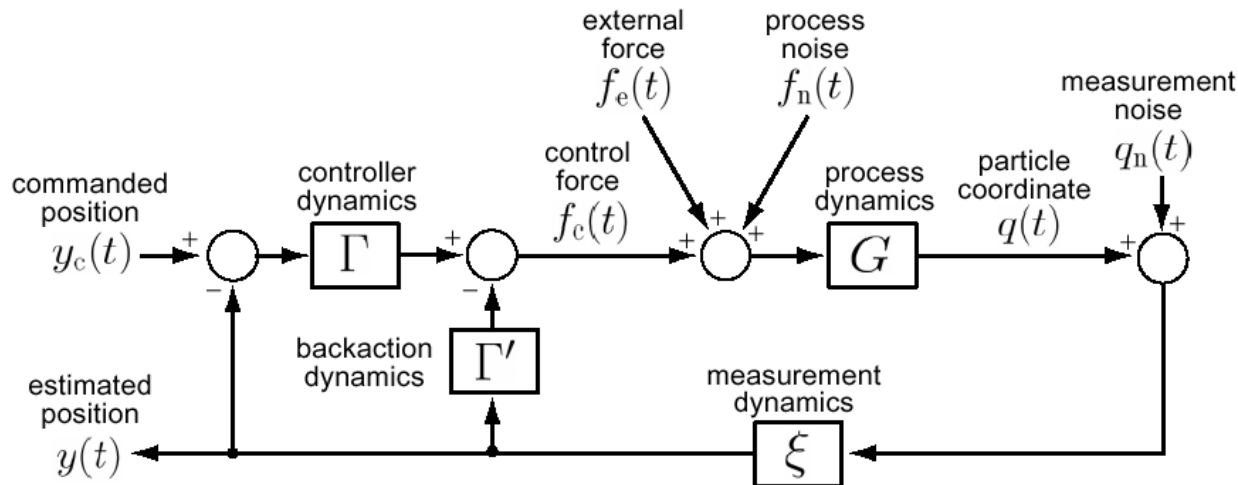 external
force
f_e(t)
process
noise
f_n(t)
measurement
noise
q_n(t)
commanded
position
y_c(t)
+
−
controller
dynamics
Γ
+
−
control
force
f_c(t)
+
+
+
process
dynamics
G
particle
coordinate
q(t)
+
+
backaction
dynamics
Γ′
estimated
position
y(t)
measurement
dynamics
ξ